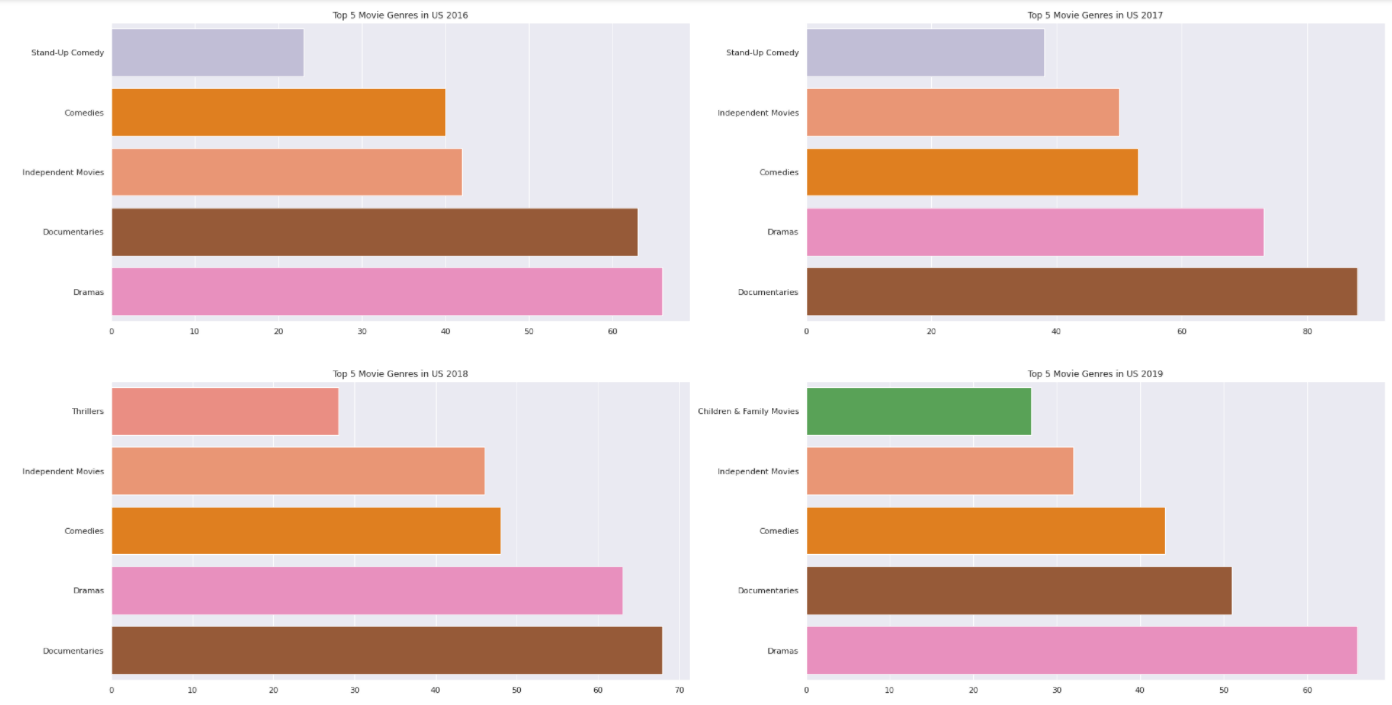 Top 5 Movie Genres in US 2016
Stand-Up Comedy
Comedies
Independent Movies
Documentaries
Dramas
0 10 20 30 40 50 60
Top 5 Movie Genres in US 2017
Stand-Up Comedy
Independent Movies
Comedies
Dramas
Documentaries
0 20 40 60 80
Top 5 Movie Genres in US 2018
Thrillers
Independent Movies
Comedies
Dramas
Documentaries
0 10 20 30 40 50 60 70
Top 5 Movie Genres in US 2019
Children & Family Movies
Independent Movies
Comedies
Documentaries
Dramas
0 10 20 30 40 50 60